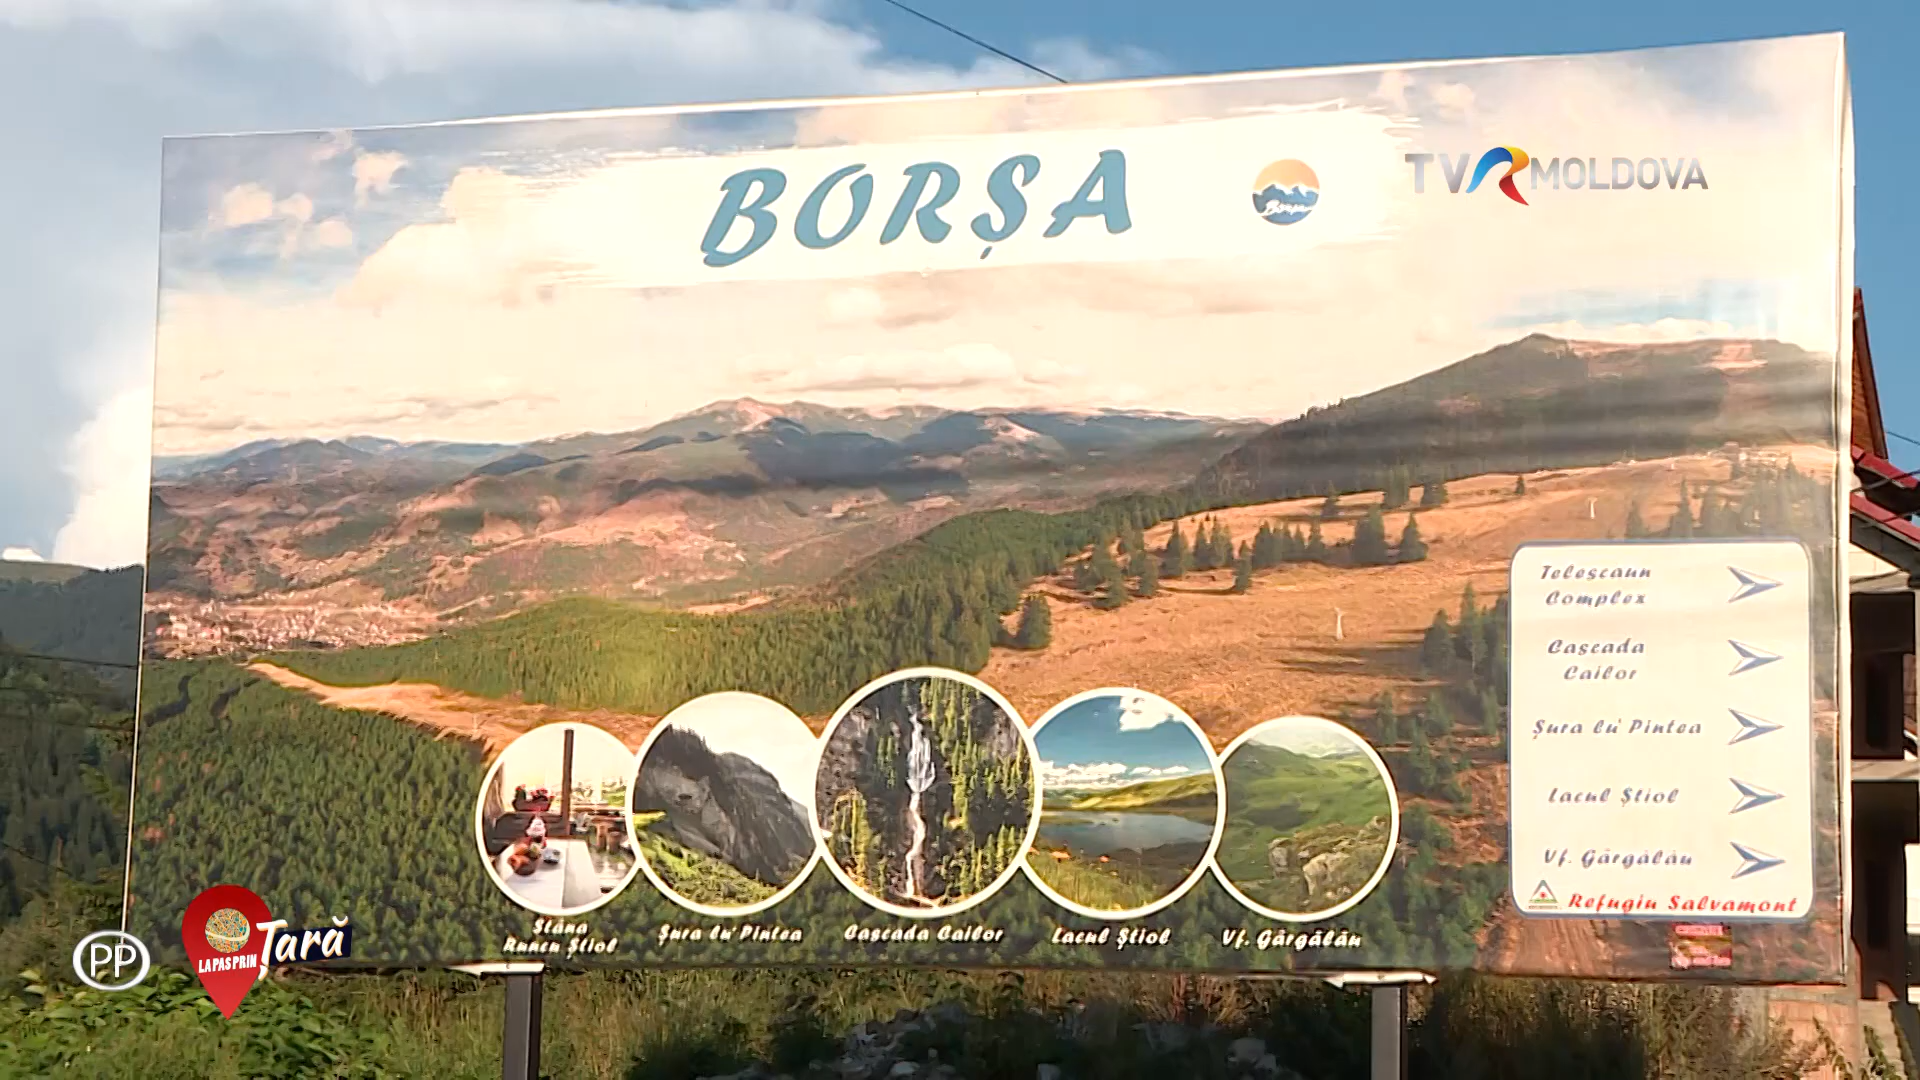 BORȘA
Borșa
TVR MOLDOVA
Telescaun
Complex
Cascada
Cailor
Șura lu' Pintea
Lacul Știol
Vf. Gărgălău
Refugiu Salvamont
Stâna
Runcu Știol
Șura lu' Pintea
Cascada Cailor
Lacul Știol
Vf. Gărgălău
PP
LA PAS PRIN
Țară